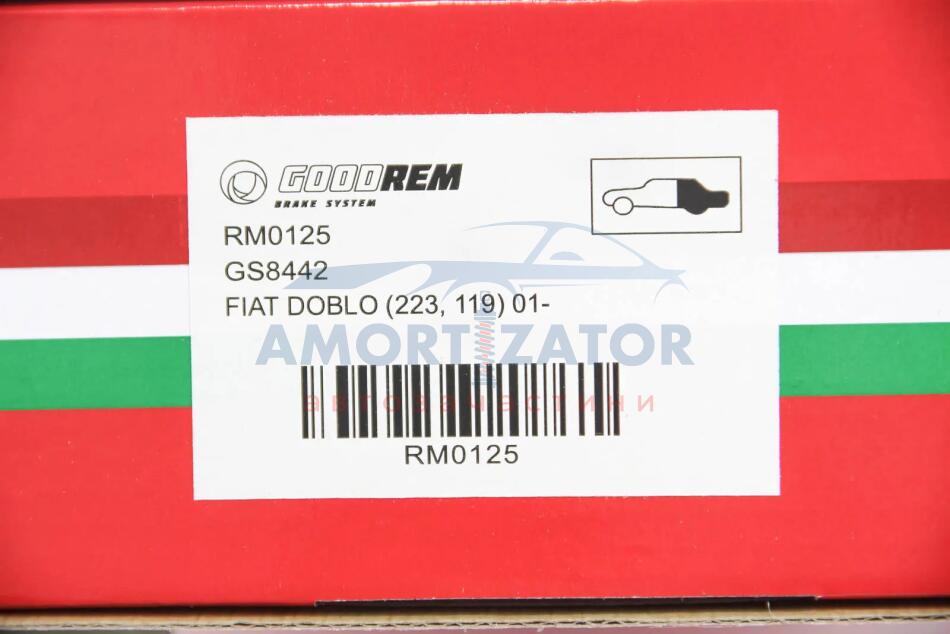 GOODREM
BRAKE SYSTEM
RM0125
GS8442
FIAT DOBLO (223, 119) 01-
AMORTIZATOR
автозапчастини
RM0125